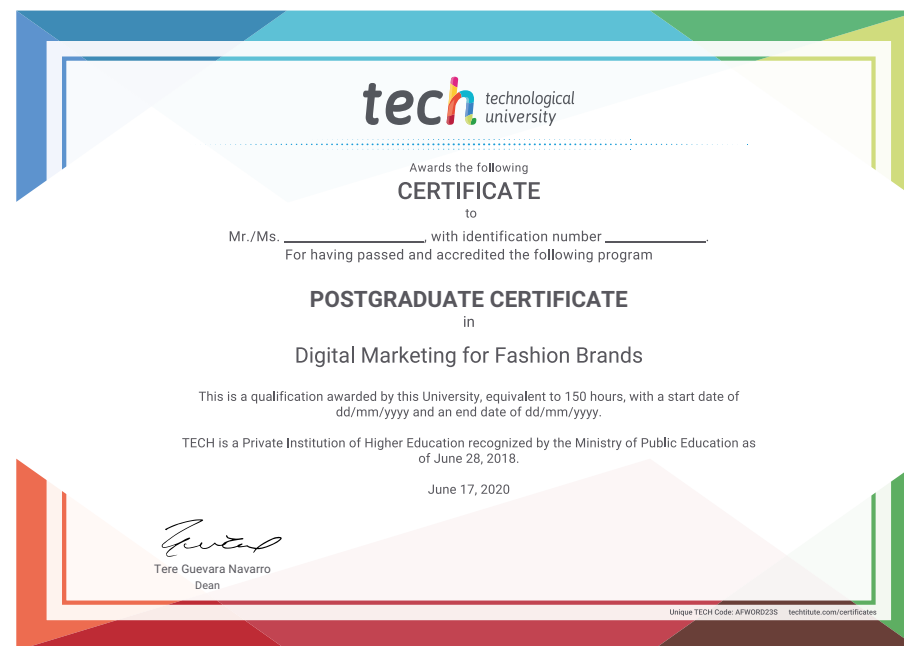 tech technological
university
Awards the following
CERTIFICATE
to
Mr./Ms. ____________________, with identification number ______________.
For having passed and accredited the following program
POSTGRADUATE CERTIFICATE
in
Digital Marketing for Fashion Brands
This is a qualification awarded by this University, equivalent to 150 hours, with a start date of
dd/mm/yyyy and an end date of dd/mm/yyyy.
TECH is a Private Institution of Higher Education recognized by the Ministry of Public Education as
of June 28, 2018.
June 17, 2020
Tere Guevara Navarro
Dean
Unique TECH Code: AFWORD23S techtitute.com/certificates